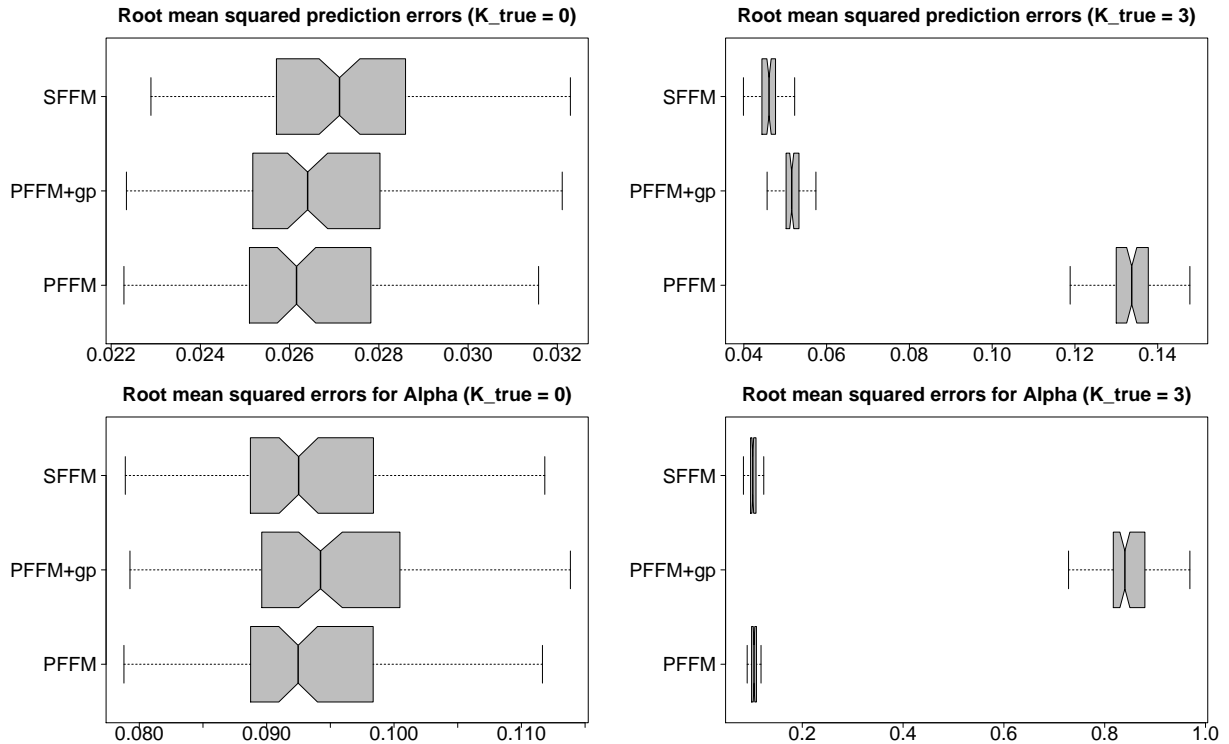 Root mean squared prediction errors (K_true = 0)
SFFM
PFFM+gp
PFFM
0.022 0.024 0.026 0.028 0.030 0.032
Root mean squared prediction errors (K_true = 3)
SFFM
PFFM+gp
PFFM
0.04 0.06 0.08 0.10 0.12 0.14
Root mean squared errors for Alpha (K_true = 0)
SFFM
PFFM+gp
PFFM
0.080 0.090 0.100 0.110
Root mean squared errors for Alpha (K_true = 3)
SFFM
PFFM+gp
PFFM
0.2 0.4 0.6 0.8 1.0